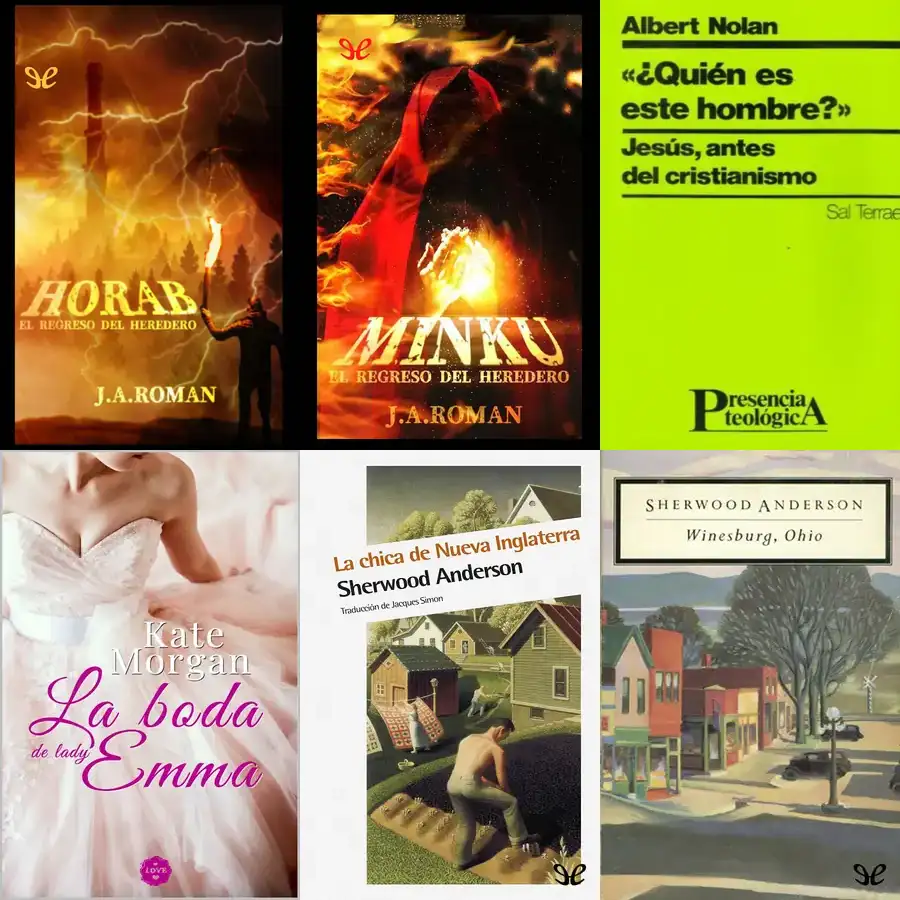 HORAB
EL REGRESO DEL HEREDERO
J.A.ROMAN
MINKU
EL REGRESO DEL HEREDERO
J.A.ROMAN
Albert Nolan
«¿Quién es
este hombre?»
Jesús, antes
del cristianismo
Sal Terrae
Presencia
teológicA
Kate
Morgan
La boda
de lady
Emma
LOVE
La chica de Nueva Inglaterra
Sherwood Anderson
Traducción de Jacques Simon
SHERWOOD ANDERSON
Winesburg, Ohio